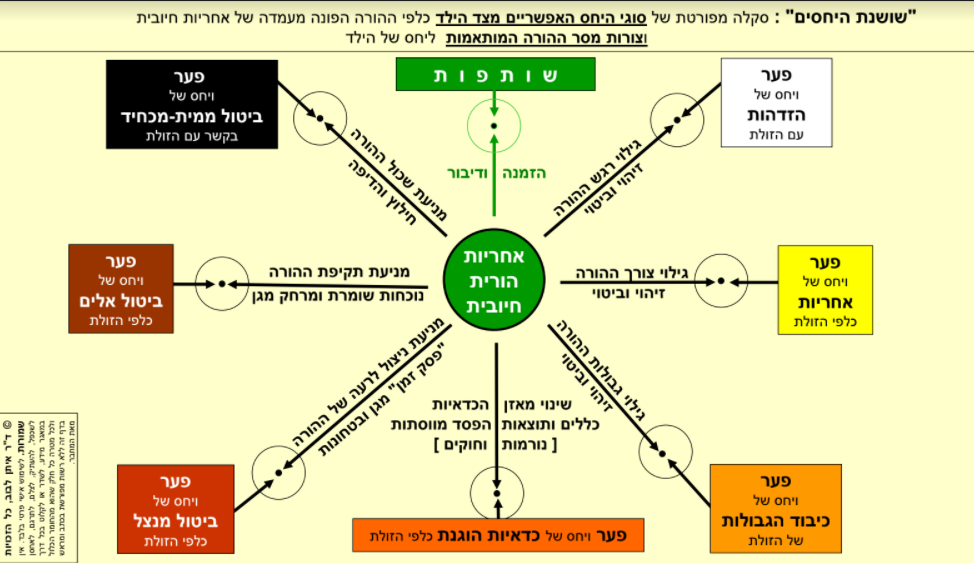 "שושנת היחסים" : סקלה מפורטת של סוגי היחס האפשריים מצד הילד כלפי ההורה הפונה מעמדה של אחריות חיובית
וצורות מסר ההורה המותאמות ליחס של הילד
שותפות
הזמנה ודיבור
פער
ויחס של
הזדהות
עם הזולת
גילוי רגש ההורה
זיהוי וביטוי
פער
ויחס של
אחריות
כלפי הזולת
גילוי צורך ההורה
זיהוי וביטוי
פער
ויחס של
כיבוד הגבולות
של הזולת
גילוי גבולות ההורה
זיהוי וביטוי
פער ויחס של כדאיות הוגנת כלפי הזולת
שינוי מאזן הכדאיות
כללים ותוצאות הפסד מווסתות
[ נורמות וחוקים ]
פער
ויחס של
ביטול מנצל
כלפי הזולת
מניעת ניצול לרעה של ההורה
"פסק זמן" מגן ובטחונות
פער
ויחס של
ביטול אלים
כלפי הזולת
מניעת תקיפת ההורה
נוכחות שומרת ומרחק מגן
פער
ויחס של
ביטול ממית-מכחיד
בקשר עם הזולת
מניעת שכול ההורה
חילוץ והדיפה
אחריות
הורית
חיובית
© ד"ר איתן לבוב, כל הזכויות
שמורות.